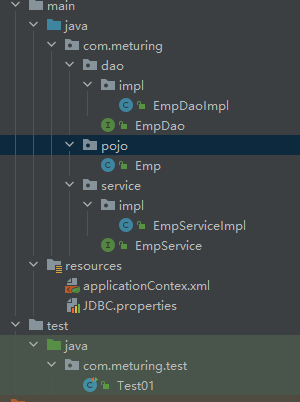 main
java
com.meturing
dao
impl
EmpDaoImpl
EmpDao
pojo
Emp
service
impl
EmpServiceImpl
EmpService
resources
applicationContex.xml
JDBC.properties
test
java
com.meturing.test
Test01